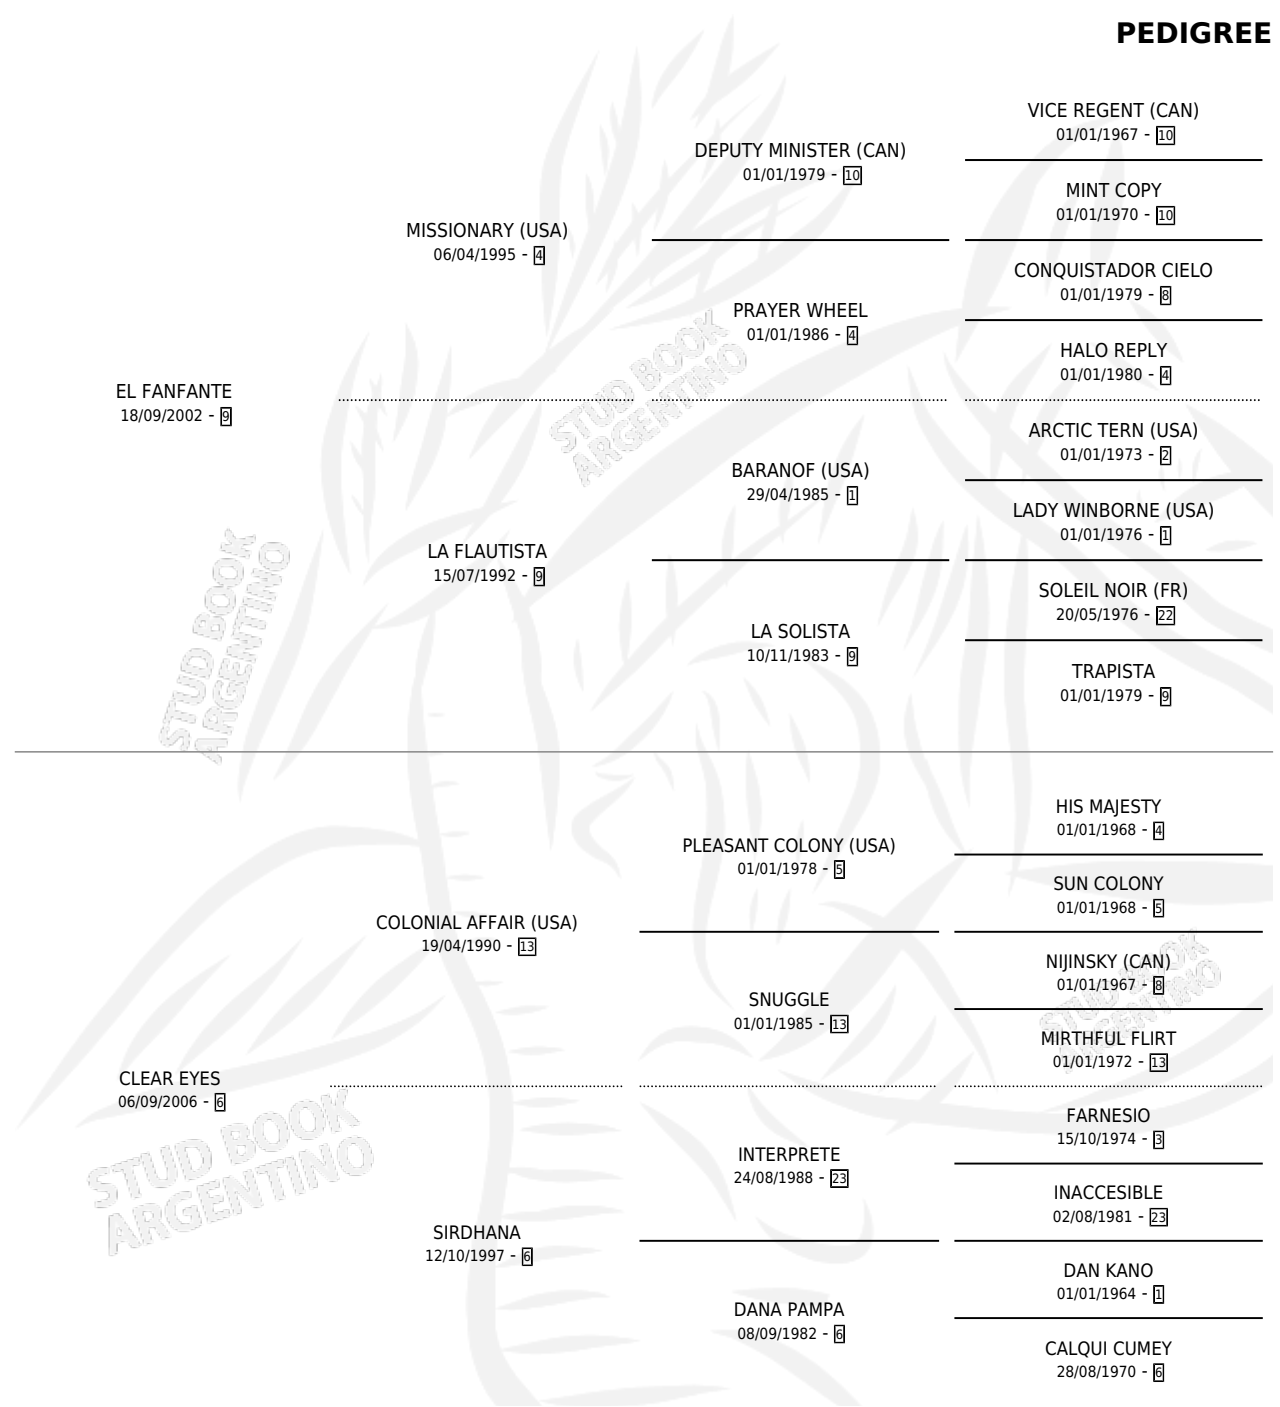 PEDIGREE
VICE REGENT (CAN)
01/01/1967 - 10
DEPUTY MINISTER (CAN)
01/01/1979 - 10
MINT COPY
01/01/1970 - 10
MISSIONARY (USA)
06/04/1995 - 4
CONQUISTADOR CIELO
01/01/1979 - 8
PRAYER WHEEL
01/01/1986 - 4
HALO REPLY
01/01/1980 - 4
EL FANFANTE
18/09/2002 - 9
STUD BOOK
ARGENTINO
ARCTIC TERN (USA)
01/01/1973 - 2
BARANOF (USA)
29/04/1985 - 1
LADY WINBORNE (USA)
01/01/1976 - 1
LA FLAUTISTA
15/07/1992 - 9
SOLEIL NOIR (FR)
20/05/1976 - 22
LA SOLISTA
10/11/1983 - 9
TRAPISTA
01/01/1979 - 9
STUD BOOK
ARGENTINO
HIS MAJESTY
01/01/1968 - 4
PLEASANT COLONY (USA)
01/01/1978 - 5
SUN COLONY
01/01/1968 - 5
COLONIAL AFFAIR (USA)
19/04/1990 - 13
NIJINSKY (CAN)
01/01/1967 - 8
SNUGGLE
01/01/1985 - 13
STUD BOOK
ARGENTINO
MIRTHFUL FLIRT
01/01/1972 - 13
CLEAR EYES
06/09/2006 - 6
FARNESIO
15/10/1974 - 3
INTERPRETE
24/08/1988 - 23
STUD BOOK
ARGENTINO
INACCESIBLE
02/08/1981 - 23
SIRDHANA
12/10/1997 - 6
DAN KANO
01/01/1964 - 1
DANA PAMPA
08/09/1982 - 6
CALQUI CUMEY
28/08/1970 - 6